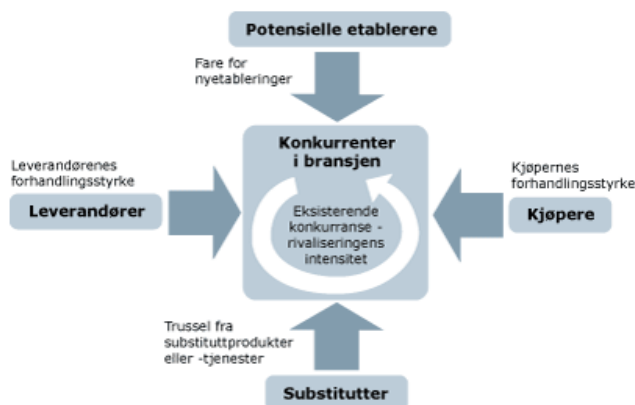 Potensielle etablerere
Fare for
nyetableringer
Konkurrenter
i bransjen
Leverandørenes
forhandlingsstyrke
Leverandører
Eksisterende
konkurranse -
rivaliseringens
intensitet
Kjøpernes
forhandlingsstyrke
Kjøpere
Trussel fra
substituttprodukter
eller -tjenester
Substitutter